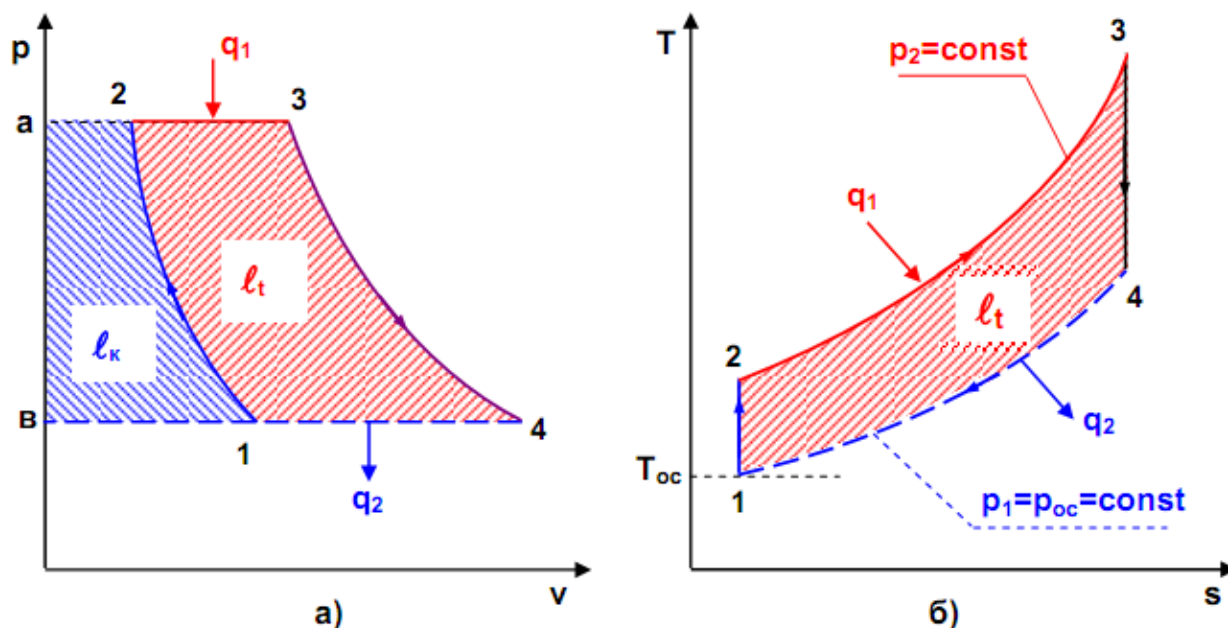 p
q₁
2
3
a
ℓₜ
ℓк
в
1
4
q₂
v
а)
T
p₂=const
3
q₁
ℓₜ
4
2
q₂
Tос
1
p₁=pос=const
s
б)